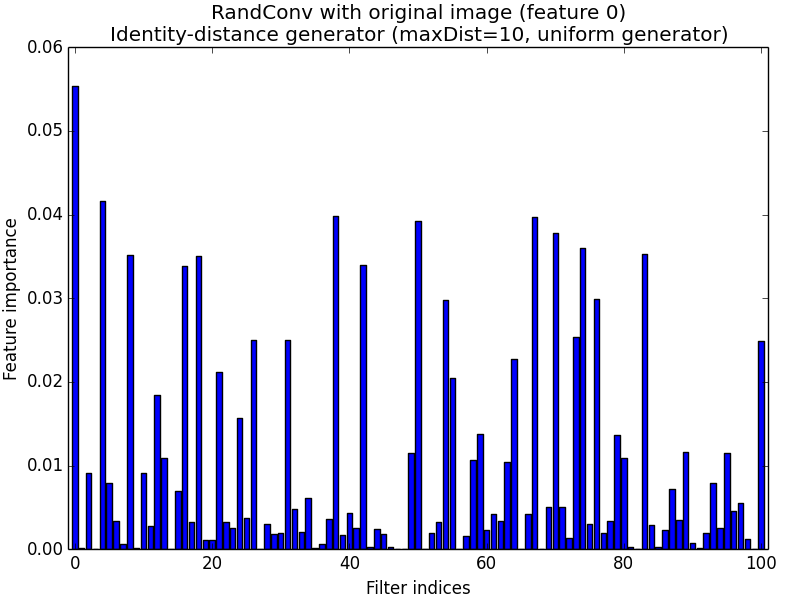 RandConv with original image (feature 0)
Identity-distance generator (maxDist=10, uniform generator)
0.06
0.05
0.04
0.03
0.02
0.01
0.00
Feature importance
0 20 40 60 80 100
Filter indices